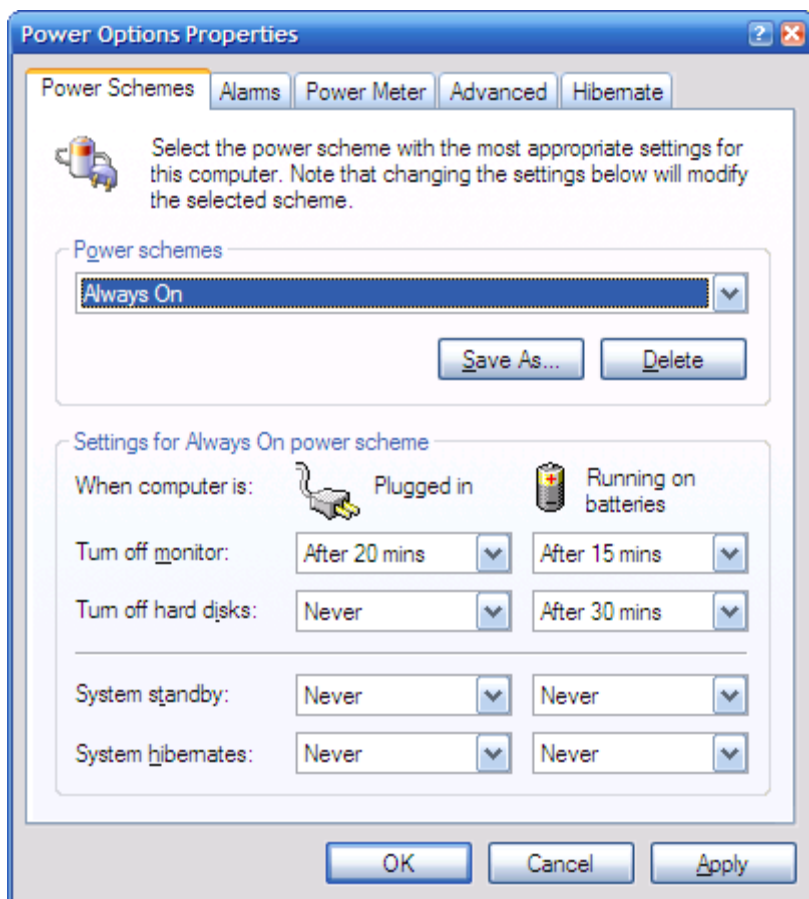 Power Options Properties
Power Schemes Alarms Power Meter Advanced Hibernate
Select the power scheme with the most appropriate settings for
this computer. Note that changing the settings below will modify
the selected scheme.
Power schemes
Always On
Save As... Delete
Settings for Always On power scheme
When computer is: Plugged in Running on
batteries
Turn off monitor: After 20 mins After 15 mins
Turn off hard disks: Never After 30 mins
System standby: Never Never
System hibernates: Never Never
OK Cancel Apply